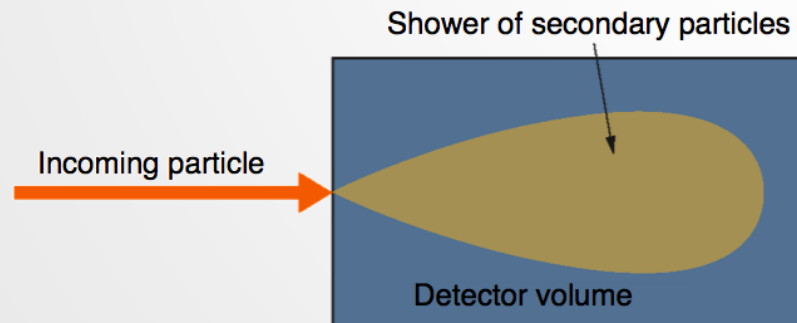 Shower of secondary particles
Incoming particle
Detector volume